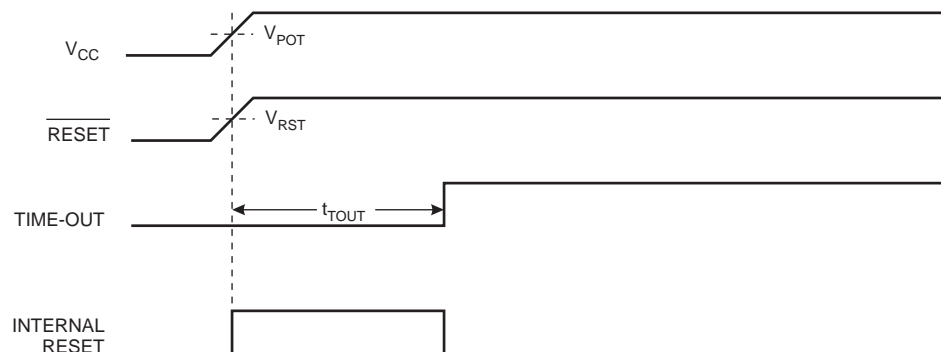 V_CC
V_POT
RESET
V_RST
TIME-OUT
t_TOUT
INTERNAL
RESET